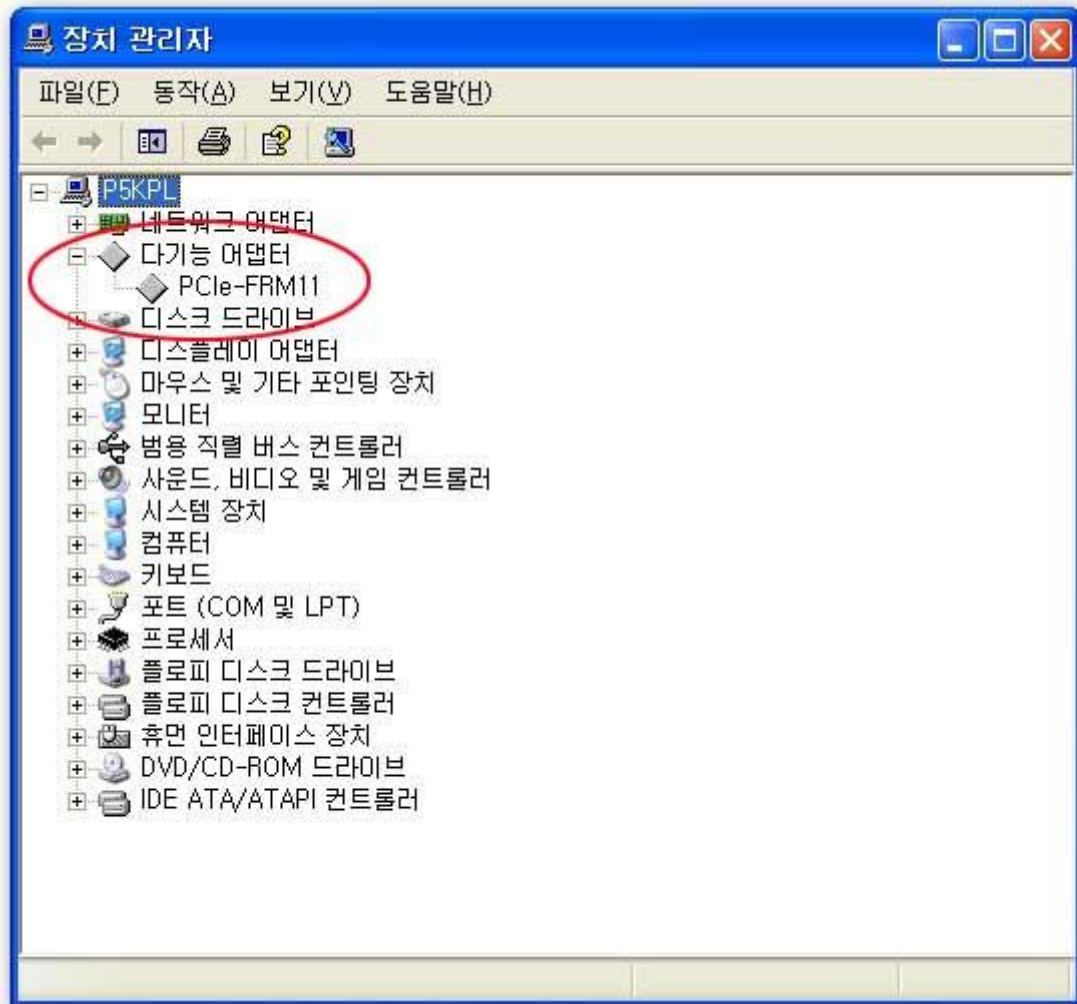 장치 관리자
파일(F) 동작(A) 보기(V) 도움말(H)
P5KPL
네트워크 어댑터
다기능 어댑터
PCIe-FRM11
디스크 드라이브
디스플레이 어댑터
마우스 및 기타 포인팅 장치
모니터
범용 직렬 버스 컨트롤러
사운드, 비디오 및 게임 컨트롤러
시스템 장치
컴퓨터
키보드
포트 (COM 및 LPT)
프로세서
플로피 디스크 드라이브
플로피 디스크 컨트롤러
휴먼 인터페이스 장치
DVD/CD-ROM 드라이브
IDE ATA/ATAPI 컨트롤러